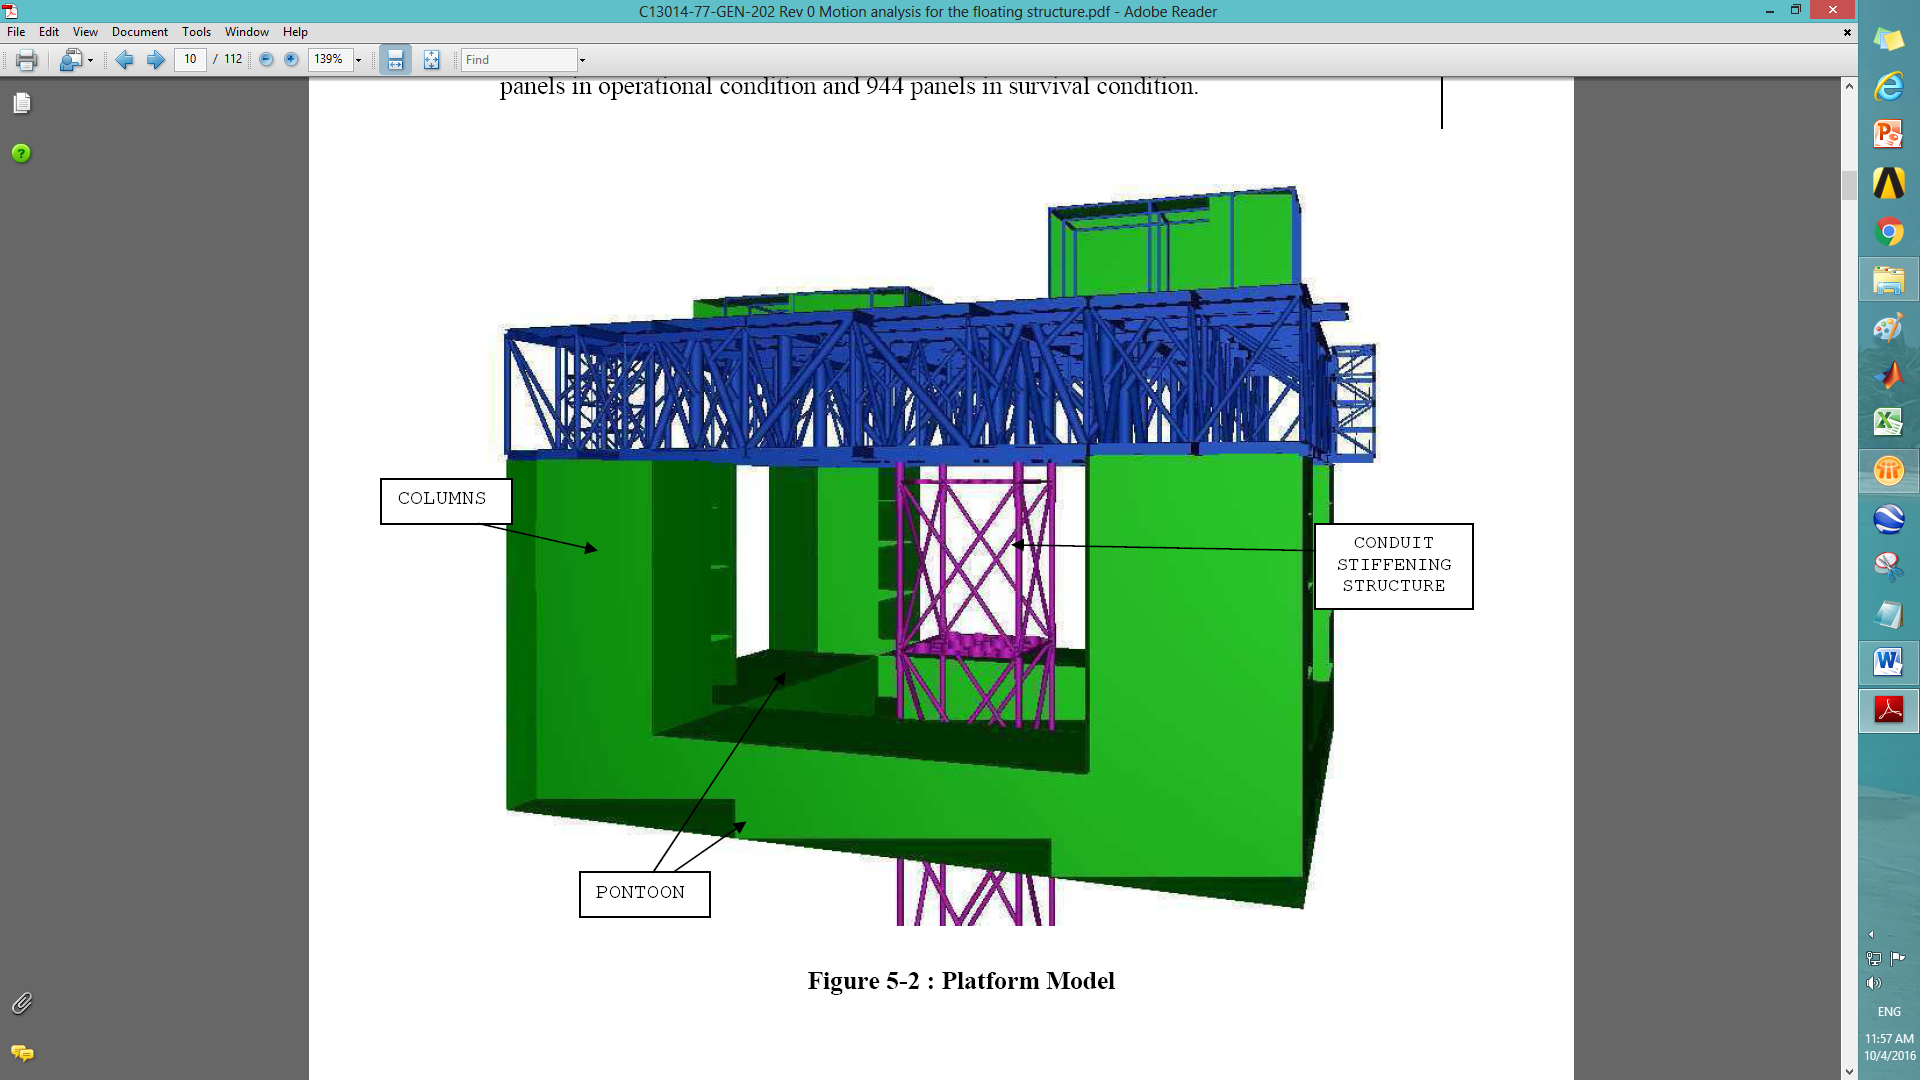 C13014-77-GEN-202 Rev 0 Motion analysis for the floating structure.pdf - Adobe Reader
File Edit View Document Tools Window Help
10 / 112 139% Find
panels in operational condition and 944 panels in survival condition.
COLUMNS
CONDUIT
STIFFENING
STRUCTURE
PONTOON
Figure 5-2 : Platform Model
ENG
11:57 AM
10/4/2016